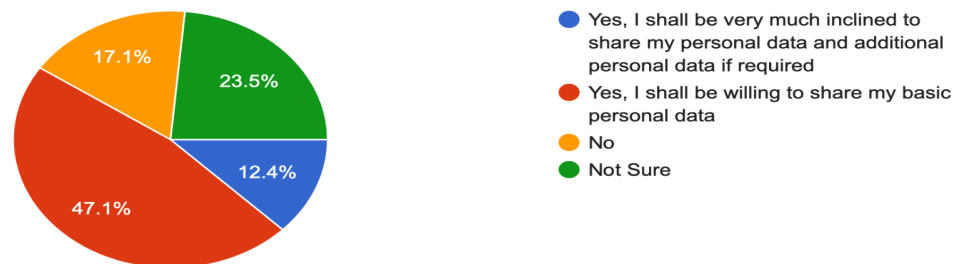 17.1%
23.5%
12.4%
47.1%
Yes, I shall be very much inclined to
share my personal data and additional
personal data if required
Yes, I shall be willing to share my basic
personal data
No
Not Sure